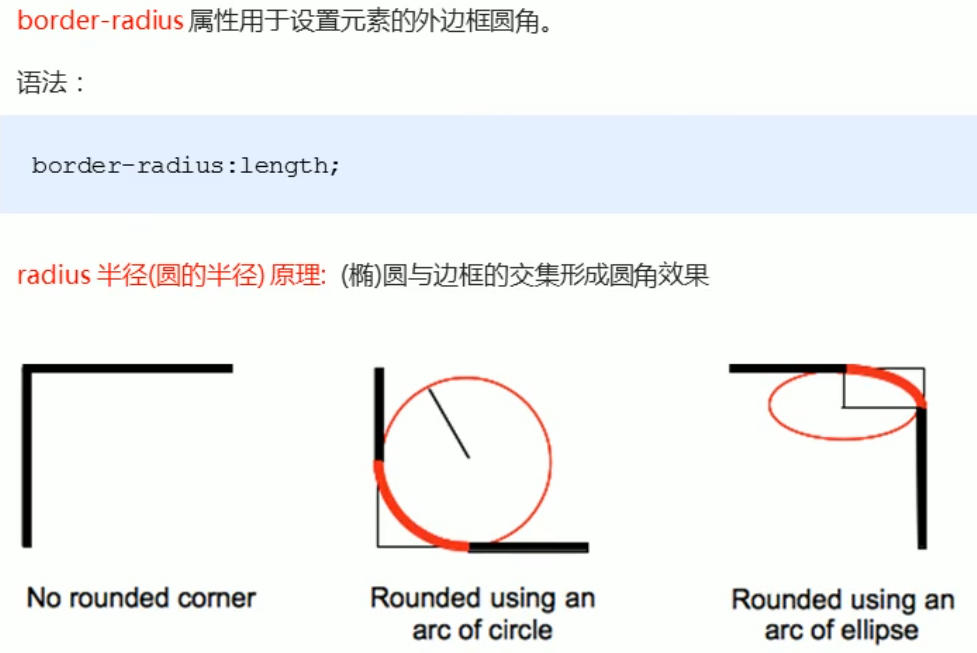 border-radius 属性用于设置元素的外边框圆角。
语法：
border-radius:length;
radius 半径(圆的半径) 原理: (椭)圆与边框的交集形成圆角效果
No rounded corner
Rounded using an
arc of circle
Rounded using an
arc of ellipse